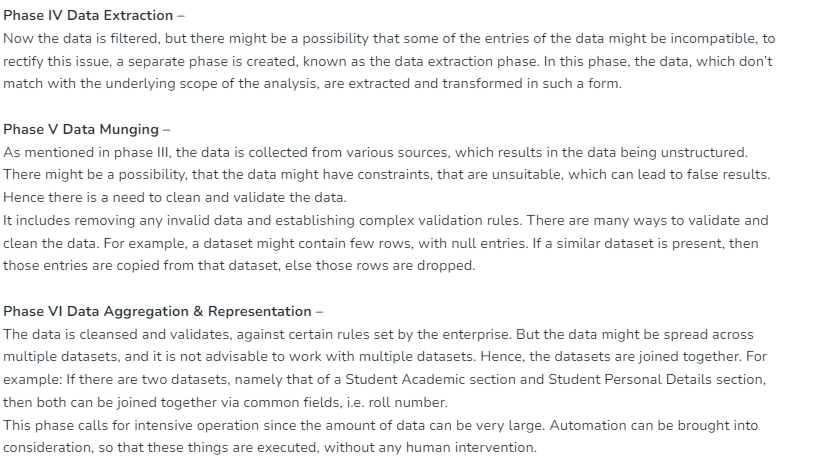 Phase IV Data Extraction –
Now the data is filtered, but there might be a possibility that some of the entries of the data might be incompatible, to
rectify this issue, a separate phase is created, known as the data extraction phase. In this phase, the data, which don't
match with the underlying scope of the analysis, are extracted and transformed in such a form.
Phase V Data Munging –
As mentioned in phase III, the data is collected from various sources, which results in the data being unstructured.
There might be a possibility, that the data might have constraints, that are unsuitable, which can lead to false results.
Hence there is a need to clean and validate the data.
It includes removing any invalid data and establishing complex validation rules. There are many ways to validate and
clean the data. For example, a dataset might contain few rows, with null entries. If a similar dataset is present, then
those entries are copied from that dataset, else those rows are dropped.
Phase VI Data Aggregation & Representation –
The data is cleansed and validates, against certain rules set by the enterprise. But the data might be spread across
multiple datasets, and it is not advisable to work with multiple datasets. Hence, the datasets are joined together. For
example: If there are two datasets, namely that of a Student Academic section and Student Personal Details section,
then both can be joined together via common fields, i.e. roll number.
This phase calls for intensive operation since the amount of data can be very large. Automation can be brought into
consideration, so that these things are executed, without any human intervention.